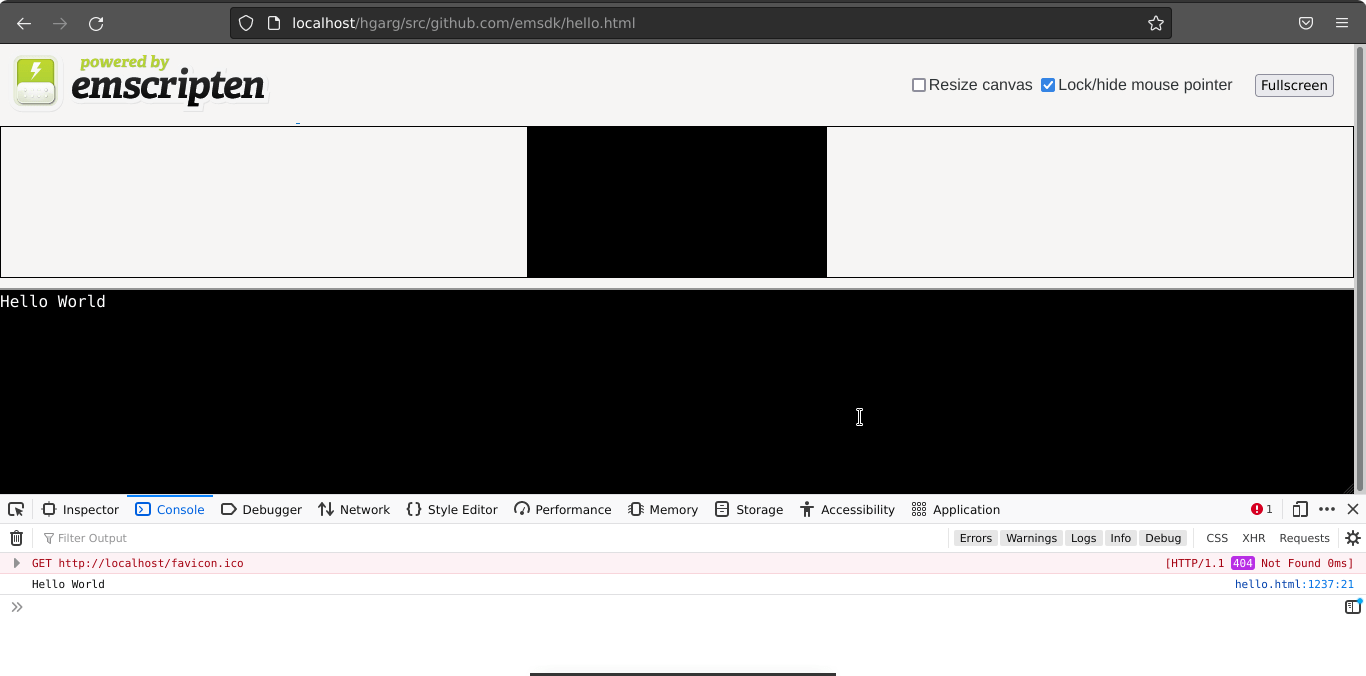 localhost/hgarg/src/github.com/emsdk/hello.html
powered by
emscripten
Resize canvas Lock/hide mouse pointer Fullscreen
Hello World
Inspector Console Debugger Network Style Editor Performance Memory Storage Accessibility Application 1
Filter Output Errors Warnings Logs Info Debug CSS XHR Requests
GET http://localhost/favicon.ico [HTTP/1.1 404 Not Found 0ms]
Hello World hello.html:1237:21